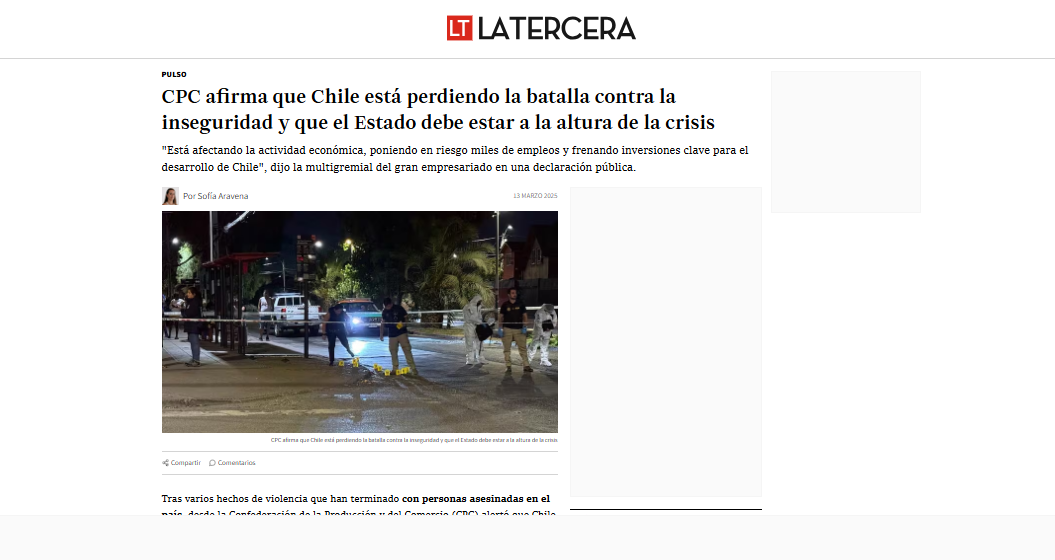 LT LATERCERA
PULSO
CPC afirma que Chile está perdiendo la batalla contra la
inseguridad y que el Estado debe estar a la altura de la crisis
"Está afectando la actividad económica, poniendo en riesgo miles de empleos y frenando inversiones clave para el
desarrollo de Chile", dijo la multigremial del gran empresariado en una declaración pública.
Por Sofía Aravena
13 MARZO 2025
CPC afirma que Chile está perdiendo la batalla contra la inseguridad y que el Estado debe estar a la altura de la crisis
Compartir Comentarios
Tras varios hechos de violencia que han terminado con personas asesinadas en el
país, desde la Confederación de la Producción y del Comercio (CPC) alertó que Chile